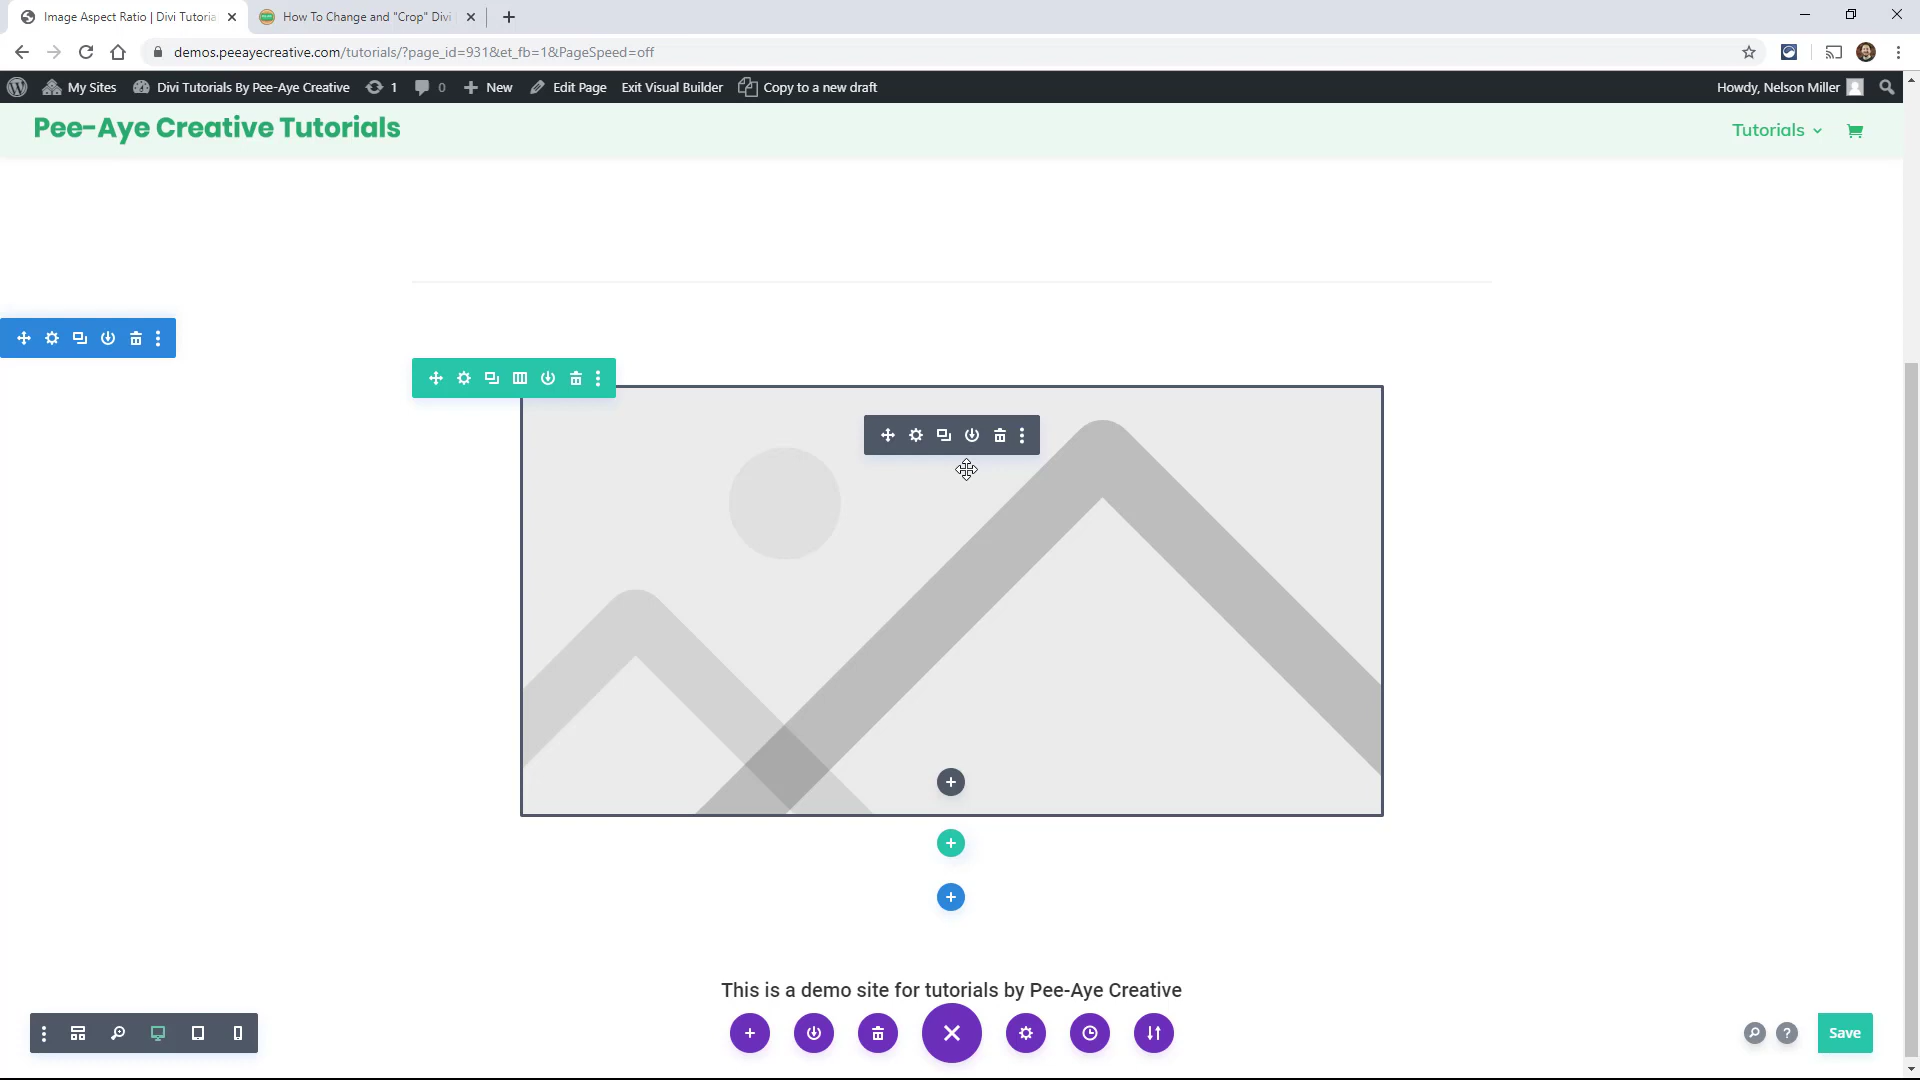 Image Aspect Ratio | Divi Tutoria
How To Change and "Crop" Divi
demos.peeayecreative.com/tutorials/?page_id=931&et_fb=1&PageSpeed=off
My Sites
Divi Tutorials By Pee-Aye Creative
1
0
New
Edit Page
Exit Visual Builder
Copy to a new draft
Howdy, Nelson Miller
Pee-Aye Creative Tutorials
Tutorials
This is a demo site for tutorials by Pee-Aye Creative
?
Save